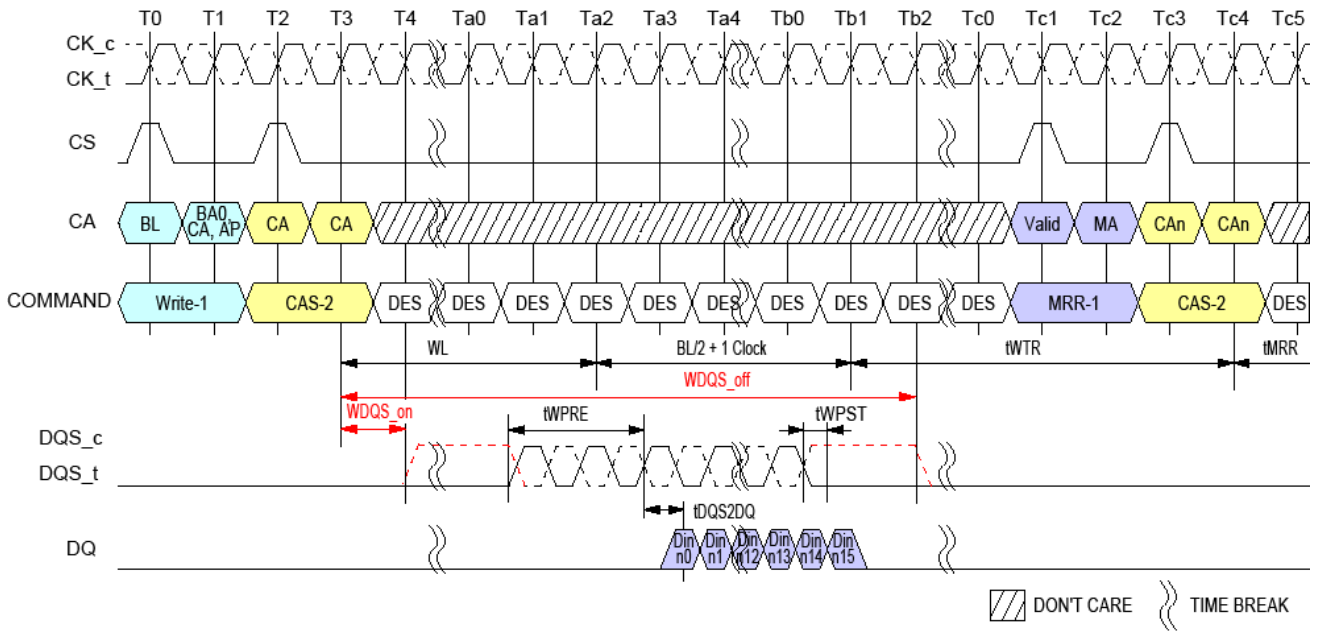 T0 T1 T2 T3 T4 Ta0 Ta1 Ta2 Ta3 Ta4 Tb0 Tb1 Tb2 Tc0 Tc1 Tc2 Tc3 Tc4 Tc5
CK_c
CK_t
CS
CA BL BA0, CA, AP CA CA Valid MA CAn CAn
COMMAND Write-1 CAS-2 DES DES DES DES DES DES DES DES DES DES MRR-1 CAS-2 DES
WL BL/2 + 1 Clock tWTR tMRR
WDQS_off
WDQS_on tWPRE tWPST
DQS_c
DQS_t
tDQS2DQ
DQ Din n0 Din n1 Din n12 Din n13 Din n14 Din n15
DON'T CARE TIME BREAK